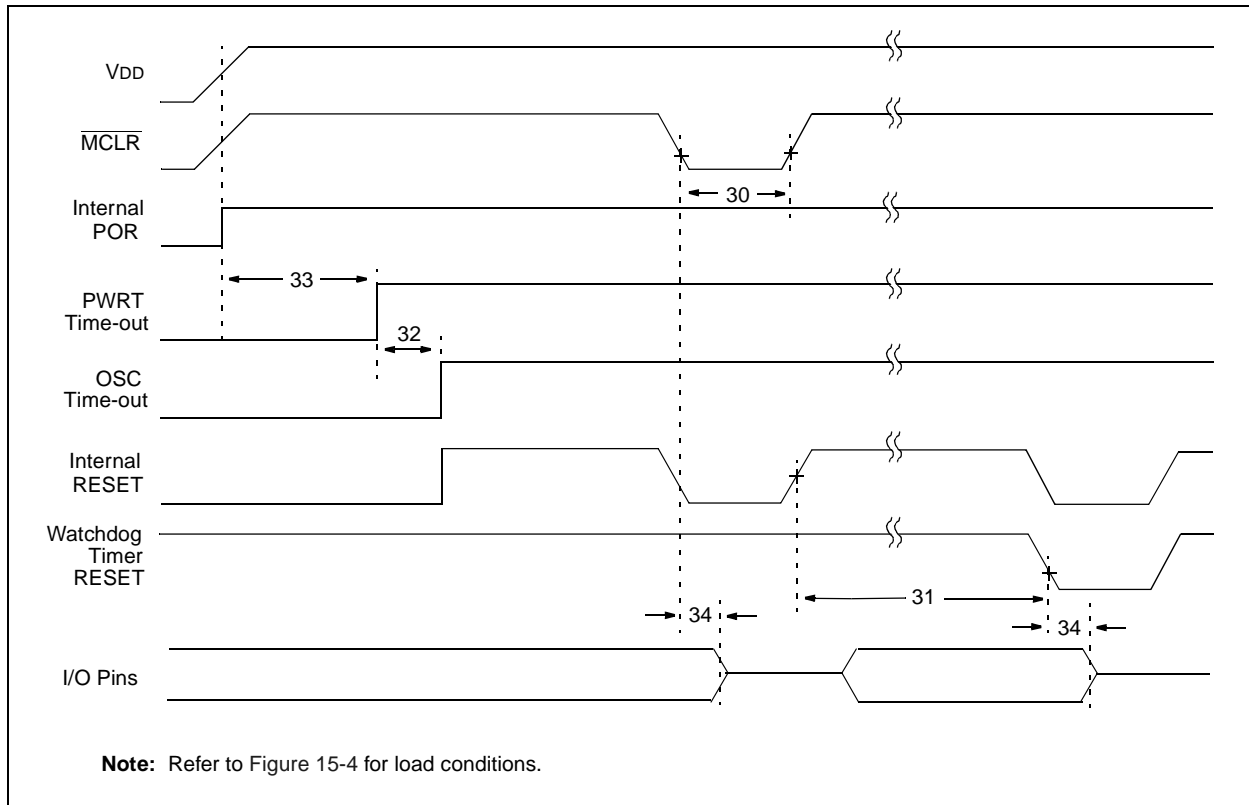 VDD
MCLR
Internal
POR
30
33
PWRT
Time-out
32
OSC
Time-out
Internal
RESET
Watchdog
Timer
RESET
31
34
34
I/O Pins
Note: Refer to Figure 15-4 for load conditions.